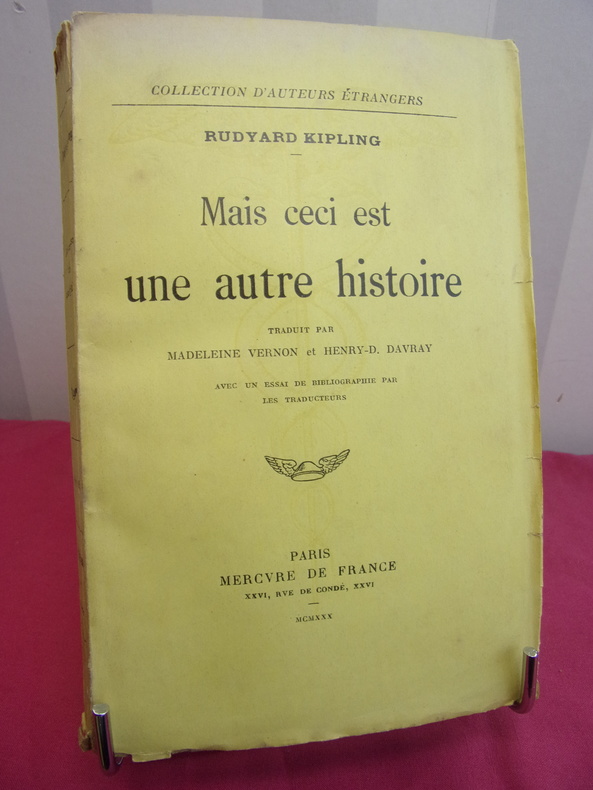 COLLECTION D'AUTEURS ÉTRANGERS
RUDYARD KIPLING
Mais ceci est
une autre histoire
TRADUIT PAR
MADELEINE VERNON et HENRY-D. DAVRAY
AVEC UN ESSAI DE BIBLIOGRAPHIE PAR
LES TRADUCTEURS
PARIS
MERCVRE DE FRANCE
XXVI, RVE DE CONDÉ, XXVI
MCMXXX